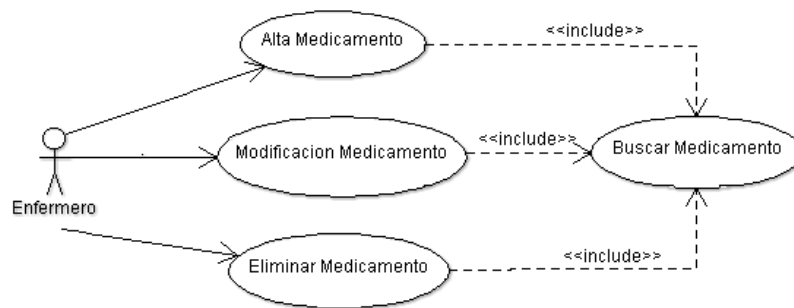 Alta Medicamento
<<include>>
Modificacion Medicamento
<<include>>
Buscar Medicamento
Enfermero
Eliminar Medicamento
<<include>>